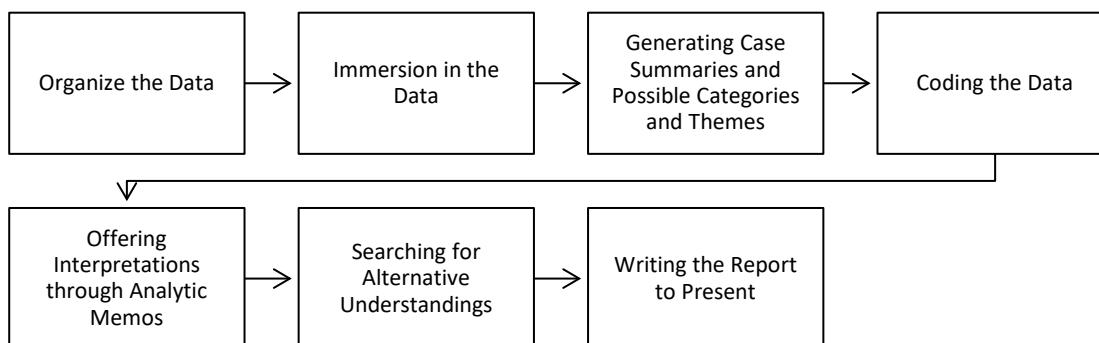 Organize the Data
Immersion in the
Data
Generating Case
Summaries and
Possible Categories
and Themes
Coding the Data
Offering
Interpretations
through Analytic
Memos
Searching for
Alternative
Understandings
Writing the Report
to Present